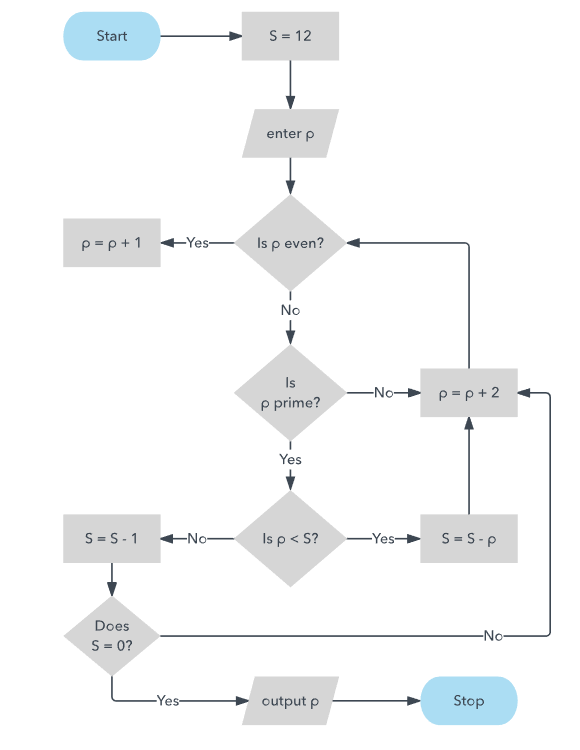 Start
S = 12
enter ρ
ρ = ρ + 1
Yes
Is ρ even?
No
Is
ρ prime?
No
ρ = ρ + 2
Yes
S = S - 1
No
Is ρ < S?
Yes
S = S - ρ
Does
S = 0?
No
Yes
output ρ
Stop